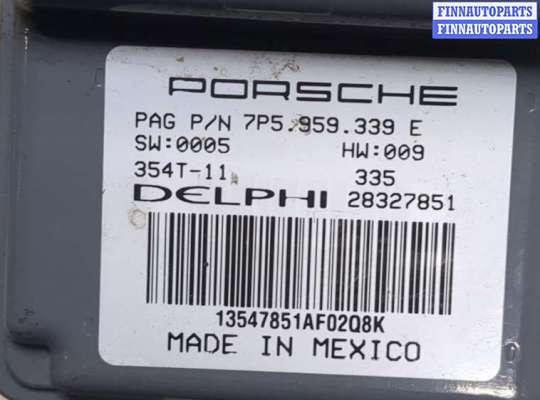 FINNAUTOPARTS
FINNAUTOPARTS
PORSCHE
PAG P/N 7P5.959.339 E
SW:0005 HW:009
354T-11 335
DELPHI 28327851
13547851AF02Q8K
MADE IN MEXICO